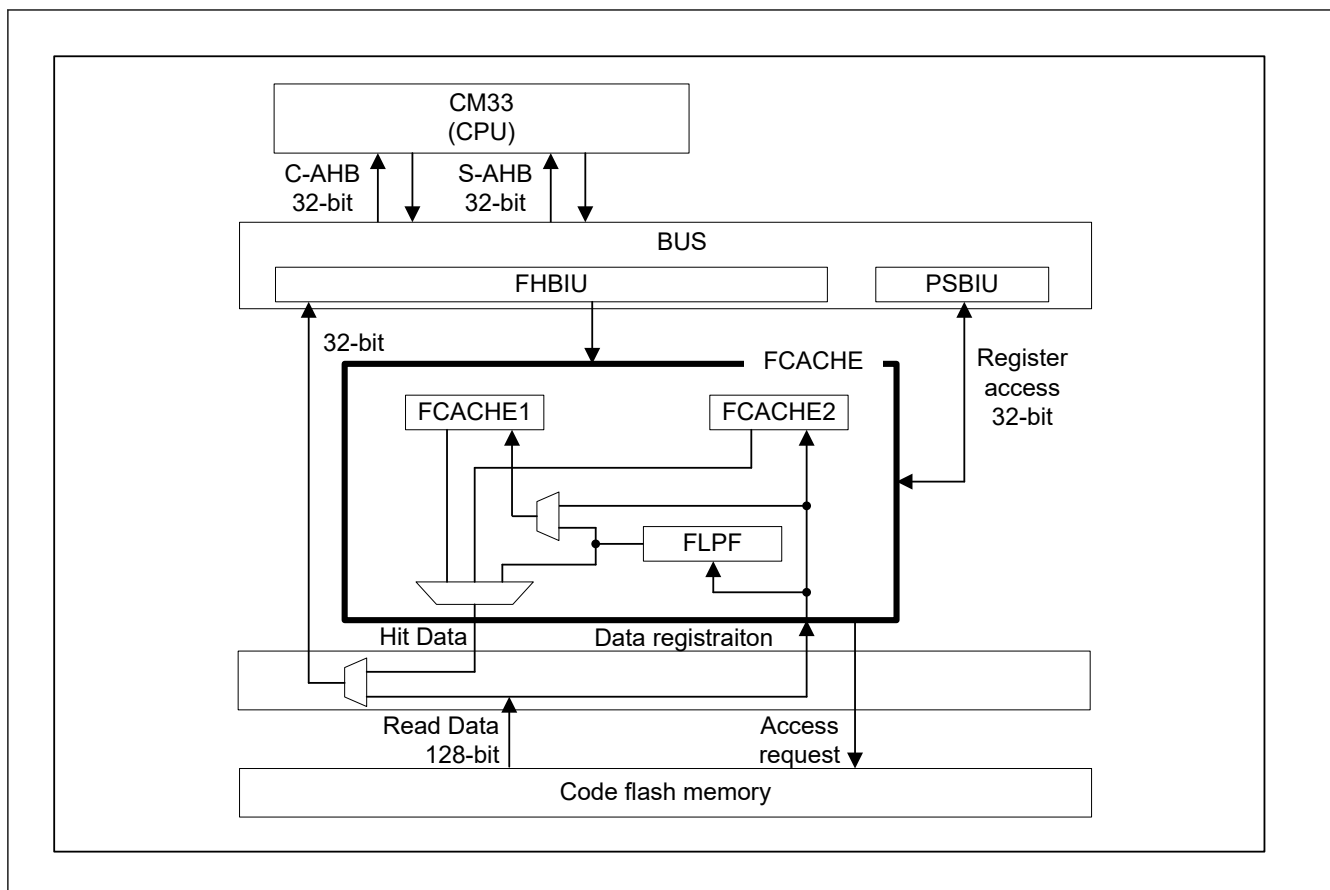 CM33
(CPU)
C-AHB
32-bit
S-AHB
32-bit
BUS
FHBIU
PSBIU
32-bit
FCACHE
Register
access
32-bit
FCACHE1
FCACHE2
FLPF
Hit Data
Data registraiton
Read Data
128-bit
Access
request
Code flash memory